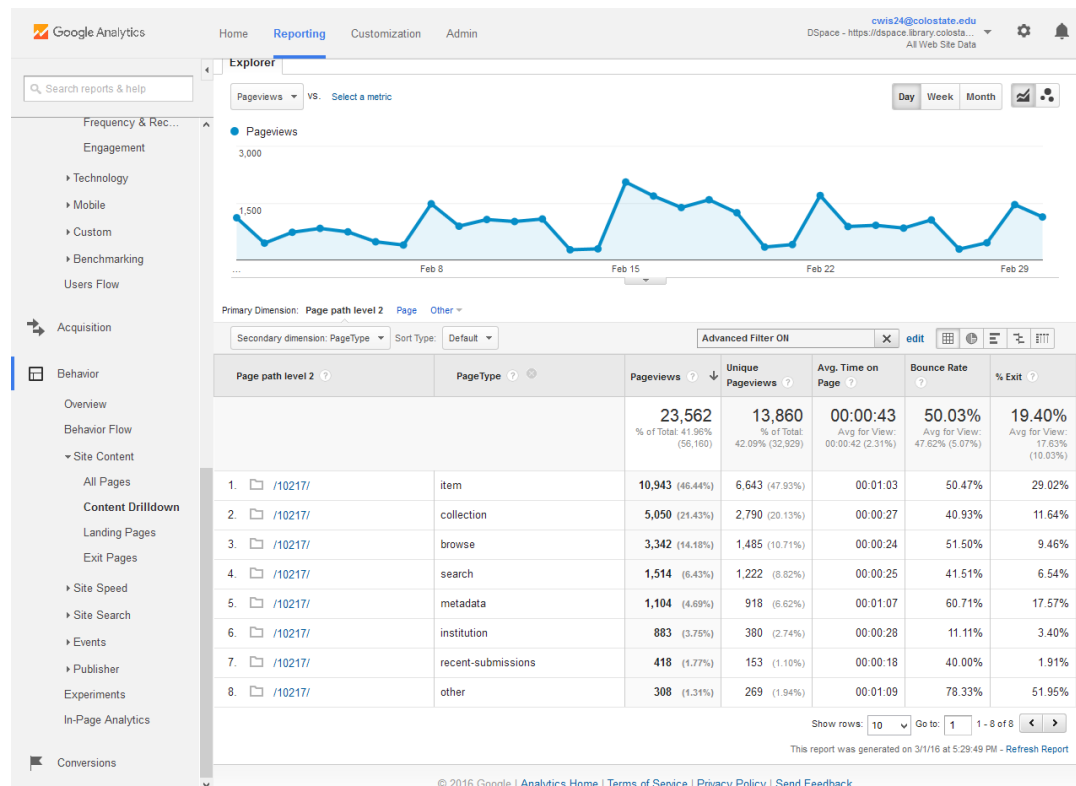 Google Analytics
Home Reporting Customization Admin
cwis24@colostate.edu
DSpace - https://dspace.library.colosta...
All Web Site Data
Search reports & help
Frequency & Rec...
Engagement
Technology
Mobile
Custom
Benchmarking
Users Flow
Acquisition
Behavior
Overview
Behavior Flow
Site Content
All Pages
Content Drilldown
Landing Pages
Exit Pages
Site Speed
Site Search
Events
Publisher
Experiments
In-Page Analytics
Conversions
Explorer
Pageviews VS. Select a metric
Day Week Month
Pageviews
3,000
1,500
... Feb 8 Feb 15 Feb 22 Feb 29
Primary Dimension: Page path level 2 Page Other
Secondary dimension: PageType Sort Type: Default Advanced Filter ON edit
Page path level 2 ? PageType ? Pageviews ? Unique Pageviews ? Avg. Time on Page ? Bounce Rate ? % Exit ?
23,562 13,860 00:00:43 50.03% 19.40%
% of Total: 41.96% (56,160) % of Total: 42.09% (32,929) Avg for View: 00:00:42 (2.31%) Avg for View: 47.62% (5.07%) Avg for View: 17.63% (10.03%)
1. /10217/ item 10,943 (46.44%) 6,643 (47.93%) 00:01:03 50.47% 29.02%
2. /10217/ collection 5,050 (21.43%) 2,790 (20.13%) 00:00:27 40.93% 11.64%
3. /10217/ browse 3,342 (14.18%) 1,485 (10.71%) 00:00:24 51.50% 9.46%
4. /10217/ search 1,514 (6.43%) 1,222 (8.82%) 00:00:25 41.51% 6.54%
5. /10217/ metadata 1,104 (4.69%) 918 (6.62%) 00:01:07 60.71% 17.57%
6. /10217/ institution 883 (3.75%) 380 (2.74%) 00:00:28 11.11% 3.40%
7. /10217/ recent-submissions 418 (1.77%) 153 (1.10%) 00:00:18 40.00% 1.91%
8. /10217/ other 308 (1.31%) 269 (1.94%) 00:01:09 78.33% 51.95%
Show rows: 10 Go to: 1 1 - 8 of 8
This report was generated on 3/1/16 at 5:29:49 PM - Refresh Report
© 2016 Google | Analytics Home | Terms of Service | Privacy Policy | Send Feedback